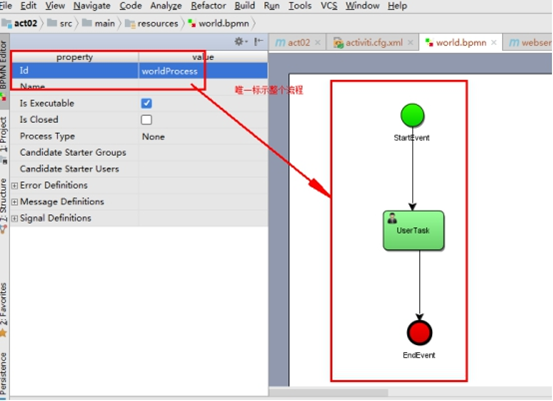 File Edit View Navigate Code Analyze Refactor Build Run Tools VCS Window Help
act02 src main resources world.bpmn
act02 activiti.cfg.xml world.bpmn webser
BPMN Editor
1: Project
7: Structure
2: Favorites
Persistence
property value
Id worldProcess
Name
Is Executable
Is Closed
Process Type None
Candidate Starter Groups
Candidate Starter Users
Error Definitions
Message Definitions
Signal Definitions
唯一标示整个流程
StartEvent
UserTask
EndEvent